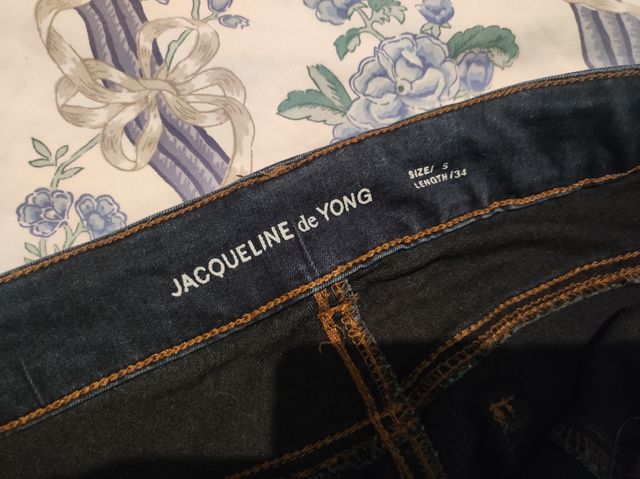 JACQUELINE de YONG
SIZE/ S
LENGTH/34